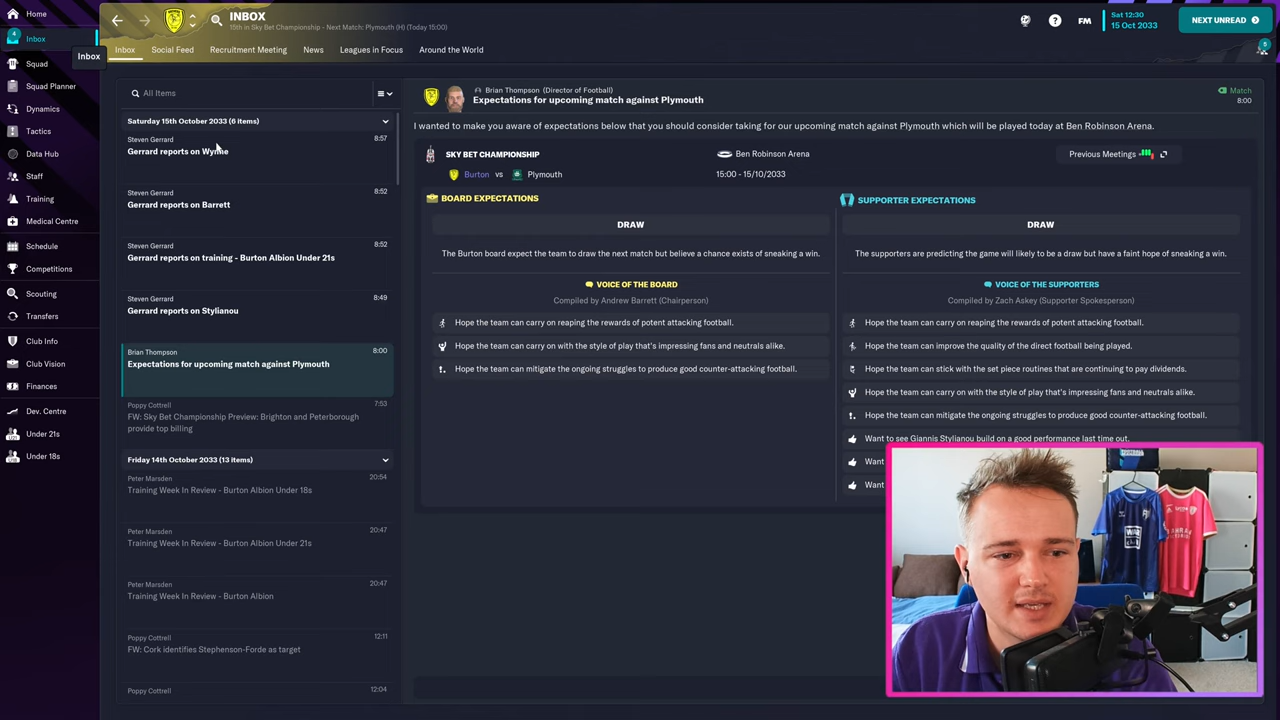 Home
4
Inbox
Inbox
Squad
Squad Planner
Dynamics
Tactics
Data Hub
Staff
Training
Medical Centre
Schedule
Competitions
Scouting
Transfers
Club Info
Club Vision
Finances
Dev. Centre
Under 21s
Under 18s
INBOX
15th in Sky Bet Championship - Next Match: Plymouth (H) (Today 15:00)
FM
Sat 12:30
15 Oct 2033
NEXT UNREAD
Inbox
Social Feed
Recruitment Meeting
News
Leagues in Focus
Around the World
5
All Items
Saturday 15th October 2033 (6 items)
Steven Gerrard 8:57
Gerrard reports on Wynne
Steven Gerrard 8:52
Gerrard reports on Barrett
Steven Gerrard 8:52
Gerrard reports on training - Burton Albion Under 21s
Steven Gerrard 8:49
Gerrard reports on Stylianou
Brian Thompson 8:00
Expectations for upcoming match against Plymouth
Poppy Cottrell 7:53
FW: Sky Bet Championship Preview: Brighton and Peterborough
provide top billing
Friday 14th October 2033 (13 items)
Peter Marsden 20:54
Training Week In Review - Burton Albion Under 18s
Peter Marsden 20:47
Training Week In Review - Burton Albion Under 21s
Peter Marsden 20:47
Training Week In Review - Burton Albion
Poppy Cottrell 12:11
FW: Cork identifies Stephenson-Forde as target
Poppy Cottrell 12:04
Brian Thompson (Director of Football)
Expectations for upcoming match against Plymouth
Match
8:00
I wanted to make you aware of expectations below that you should consider taking for our upcoming match against Plymouth which will be played today at Ben Robinson Arena.
SKY BET CHAMPIONSHIP
Burton vs Plymouth
Ben Robinson Arena
15:00 - 15/10/2033
Previous Meetings
BOARD EXPECTATIONS
DRAW
The Burton board expect the team to draw the next match but believe a chance exists of sneaking a win.
VOICE OF THE BOARD
Compiled by Andrew Barrett (Chairperson)
Hope the team can carry on reaping the rewards of potent attacking football.
Hope the team can carry on with the style of play that's impressing fans and neutrals alike.
Hope the team can mitigate the ongoing struggles to produce good counter-attacking football.
SUPPORTER EXPECTATIONS
DRAW
The supporters are predicting the game will likely to be a draw but have a faint hope of sneaking a win.
VOICE OF THE SUPPORTERS
Compiled by Zach Askey (Supporter Spokesperson)
Hope the team can carry on reaping the rewards of potent attacking football.
Hope the team can improve the quality of the direct football being played.
Hope the team can stick with the set piece routines that are continuing to pay dividends.
Hope the team can carry on with the style of play that's impressing fans and neutrals alike.
Hope the team can mitigate the ongoing struggles to produce good counter-attacking football.
Want to see Giannis Stylianou build on a good performance last time out.
Want
Want